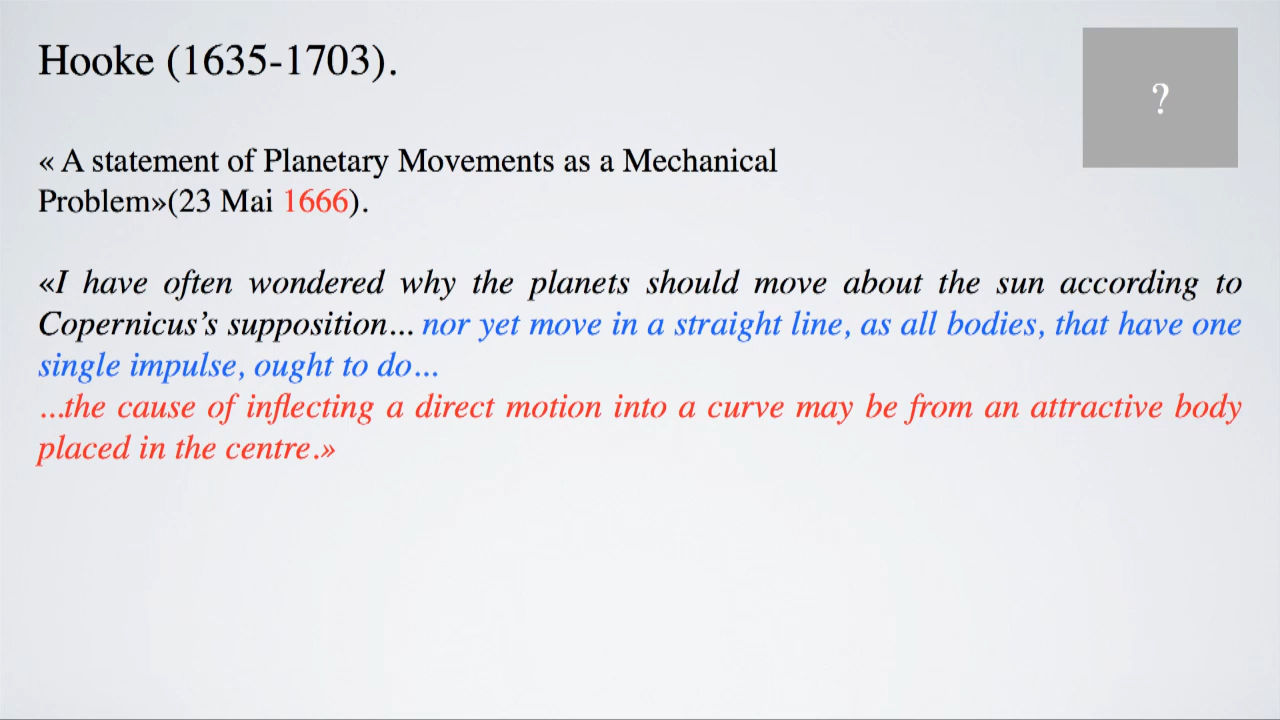 Hooke (1635-1703).
?
« A statement of Planetary Movements as a Mechanical
Problem»(23 Mai 1666).
«I have often wondered why the planets should move about the sun according to
Copernicus’s supposition... nor yet move in a straight line, as all bodies, that have one
single impulse, ought to do...
...the cause of inflecting a direct motion into a curve may be from an attractive body
placed in the centre.»